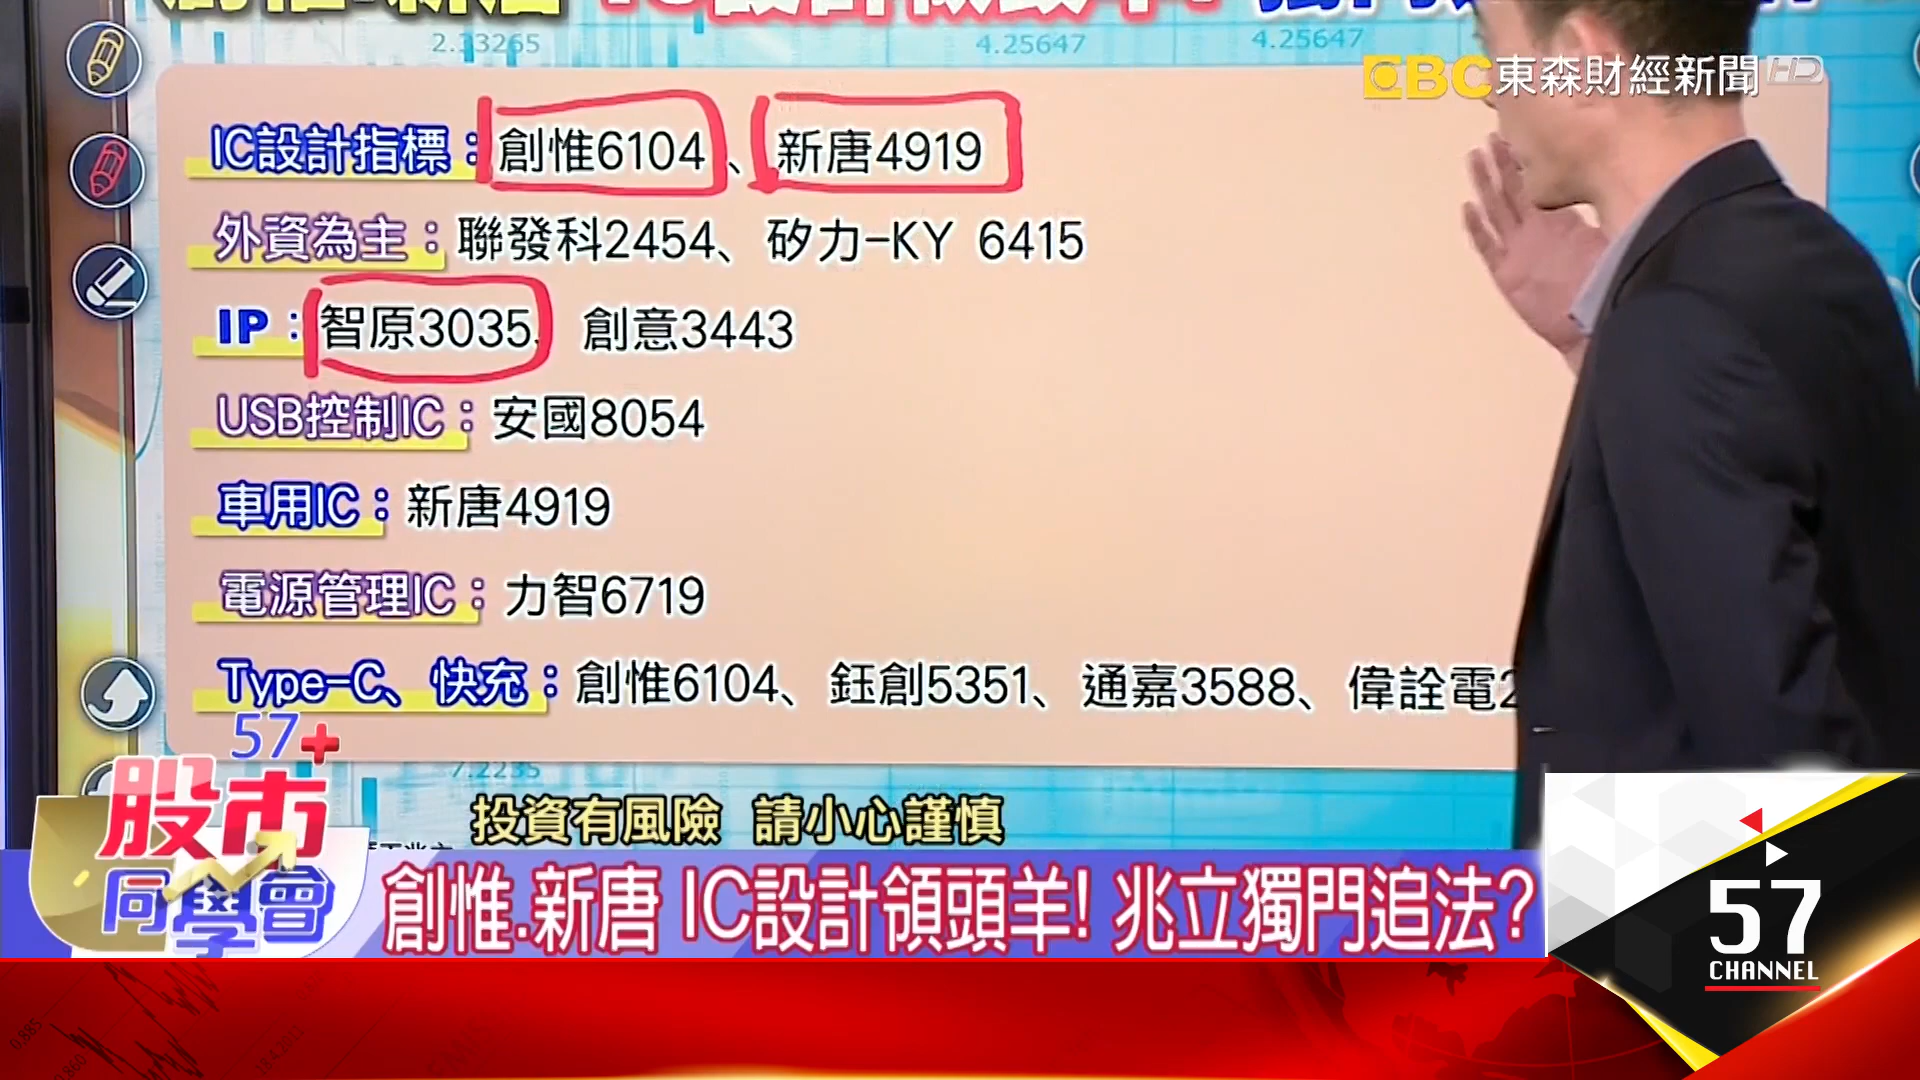 2.33265
4.25647
4.25647
EBC東森財經新聞HD
IC設計指標：創惟6104、新唐4919
外資為主：聯發科2454、矽力-KY 6415
IP：智原3035、創意3443
USB控制IC：安國8054
車用IC：新唐4919
電源管理IC：力智6719
Type-C、快充：創惟6104、鈺創5351、通嘉3588、偉詮電2
7.2235
57+
股市
同學會
投資有風險 請小心謹慎
創惟.新唐 IC設計領頭羊! 兆立獨門追法?
57
CHANNEL